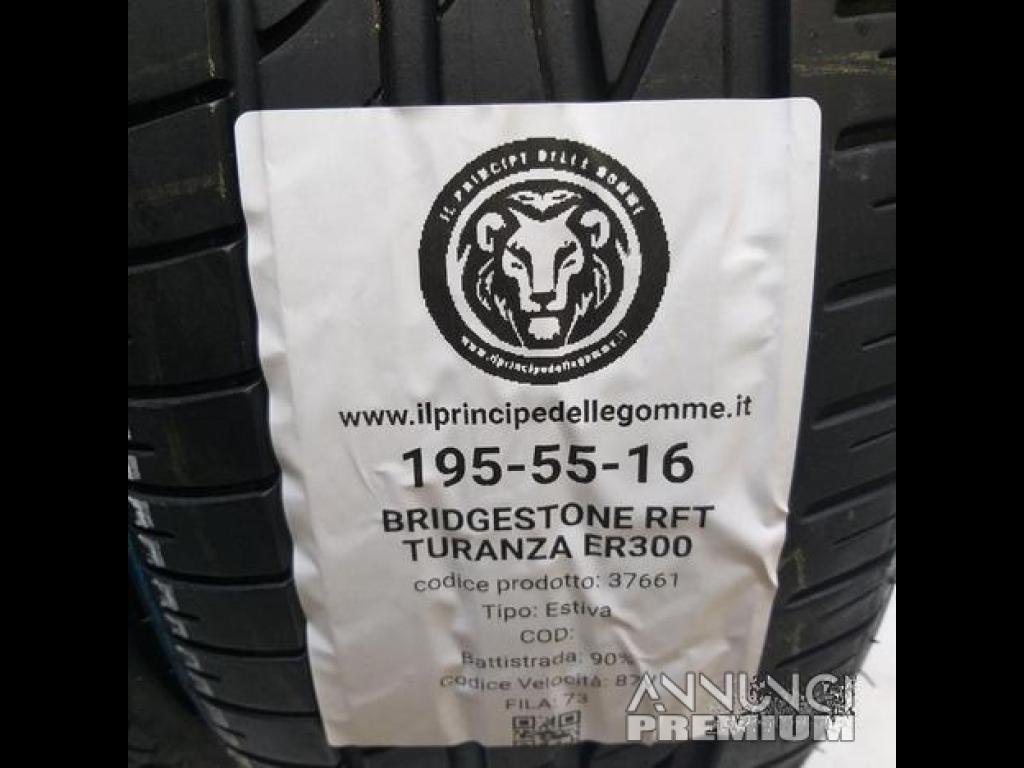 IL PRINCIPE DELLE GOMME
www.ilprincipedellegomme.it
www.ilprincipedellegomme.it
195-55-16
BRIDGESTONE RFT
TURANZA ER300
codice prodotto: 37661
Tipo: Estiva
COD:
Battistrada: 90%
Codice Velocità:
FILA: 73
ANNUNCI
PREMIUM